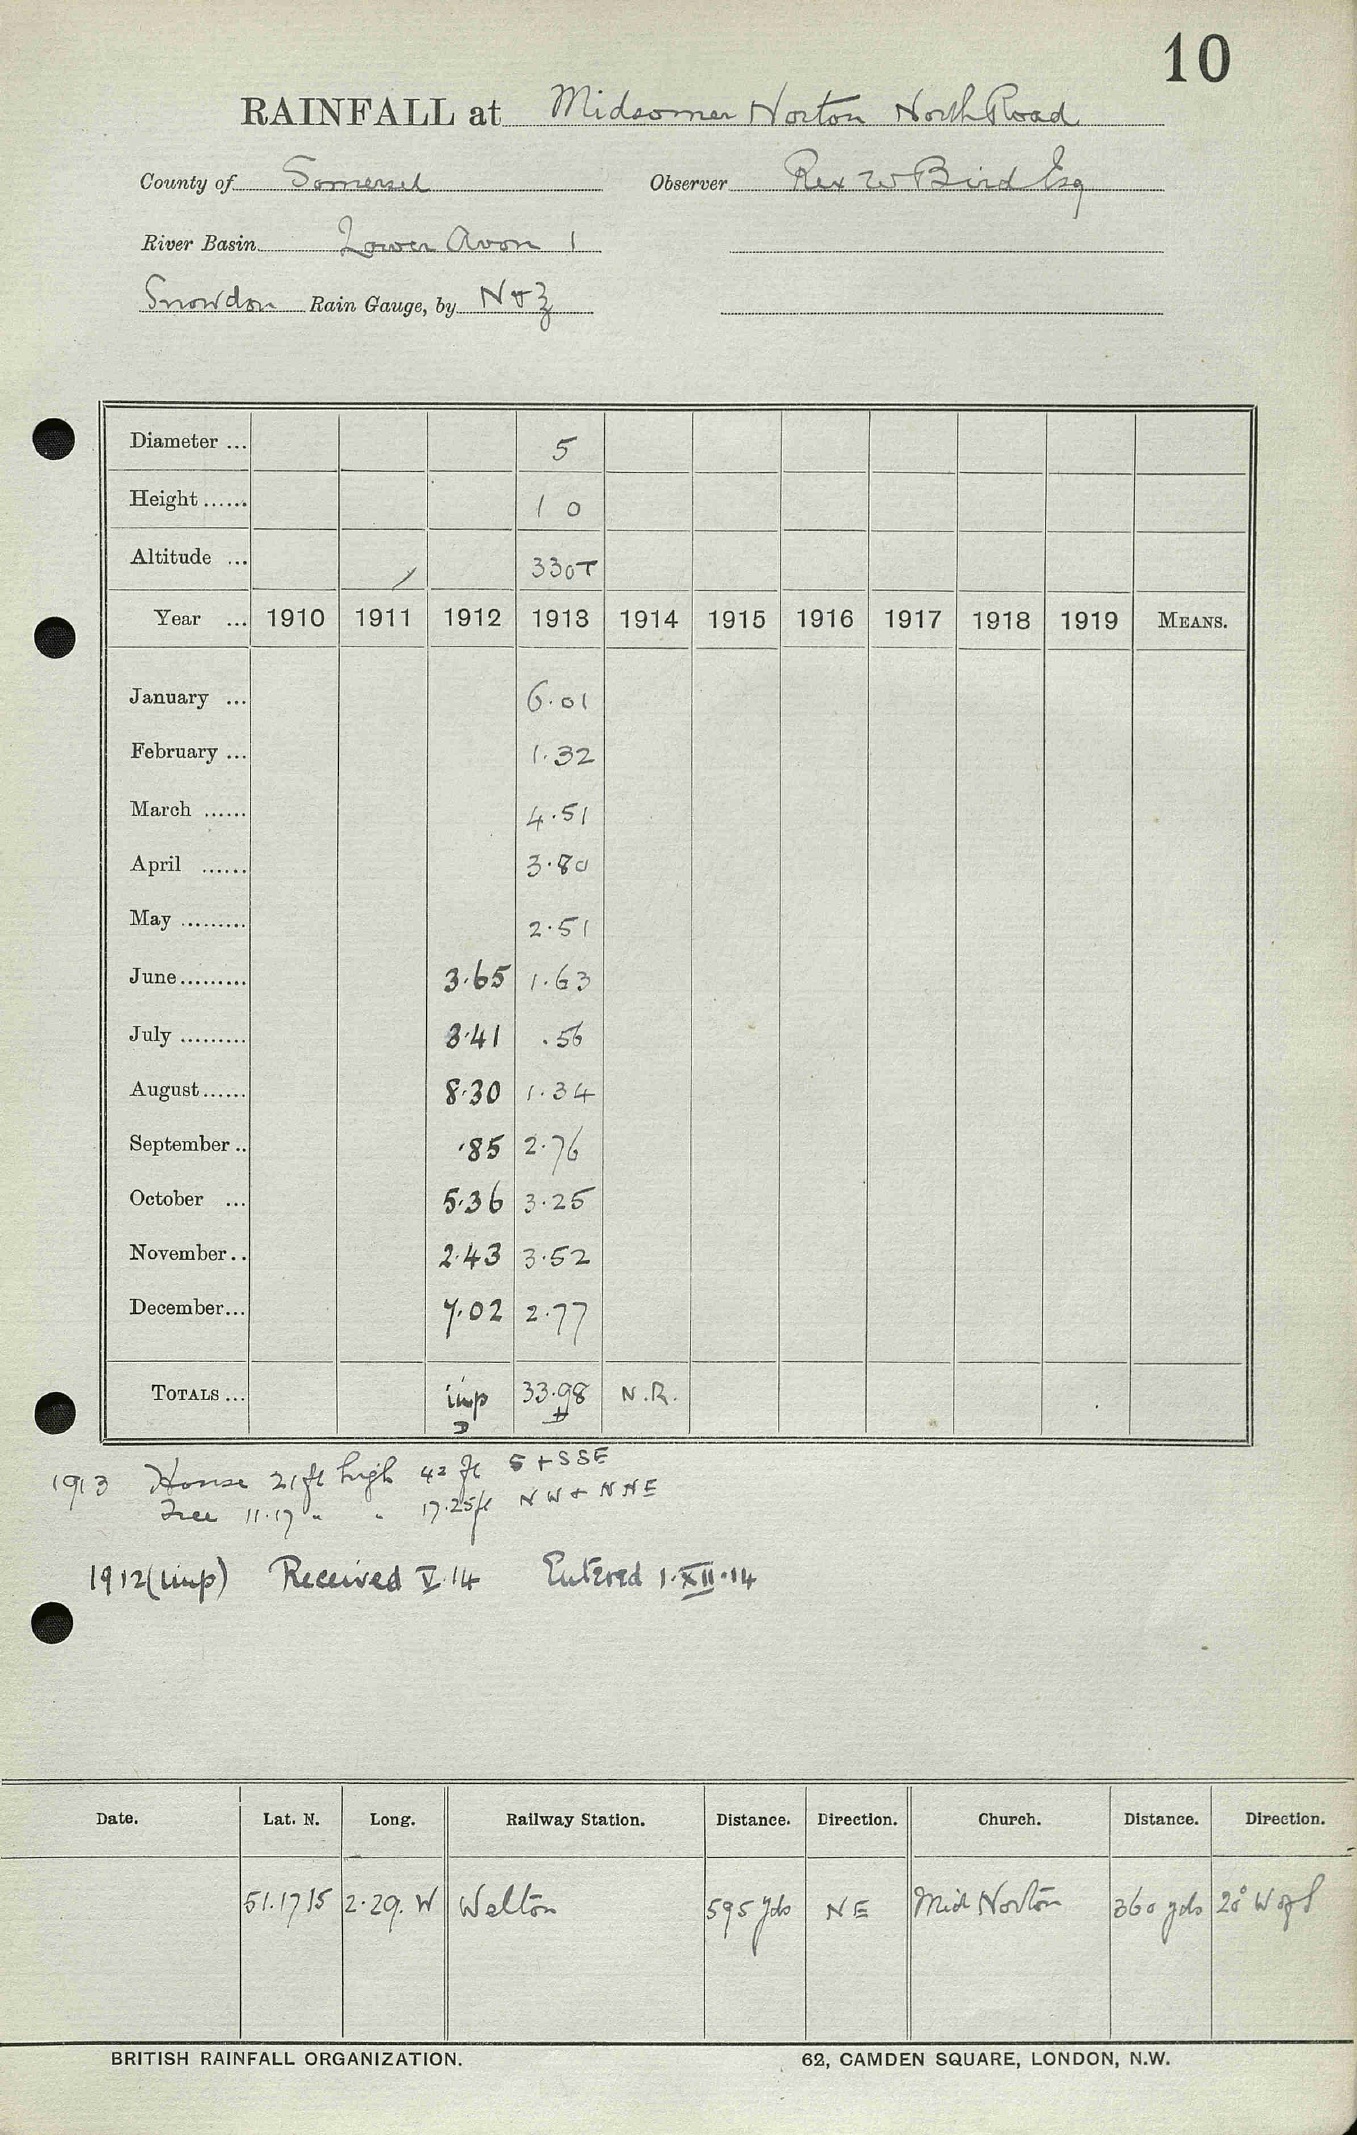 10
RAINFALL at Midsomer Norton North Road
County of Somerset Observer Rex W Bird Esq
River Basin Lower Avon 1
Snowdon Rain Gauge, by N & Z
Diameter ... 5
Height ...... 1 0
Altitude ... 330T
Year ... 1910 1911 1912 1913 1914 1915 1916 1917 1918 1919 MEANS.
January ... 6.01
February ... 1.32
March ...... 4.51
April ...... 3.80
May ......... 2.51
June ......... 3.65 1.63
July ......... 3.41 .56
August ...... 8.30 1.34
September .. .85 2.76
October ... 5.36 3.25
November .. 2.43 3.52
December ... 7.02 2.77
TOTALS ... imp 33.98 N.R.
D
1913 House 21 ft high 42 ft S + SSE
Tree 11.17 " " 17.25 ft NW & NNE
1912 (imp) Received V.14 Entered 1.XII.14
Date. Lat. N. Long. Railway Station. Distance. Direction. Church. Distance. Direction.
51.17 15 2.29. W Welton 595 yds NE Mid Norton 360 yds 20° W of S
BRITISH RAINFALL ORGANIZATION. 62, CAMDEN SQUARE, LONDON, N.W.